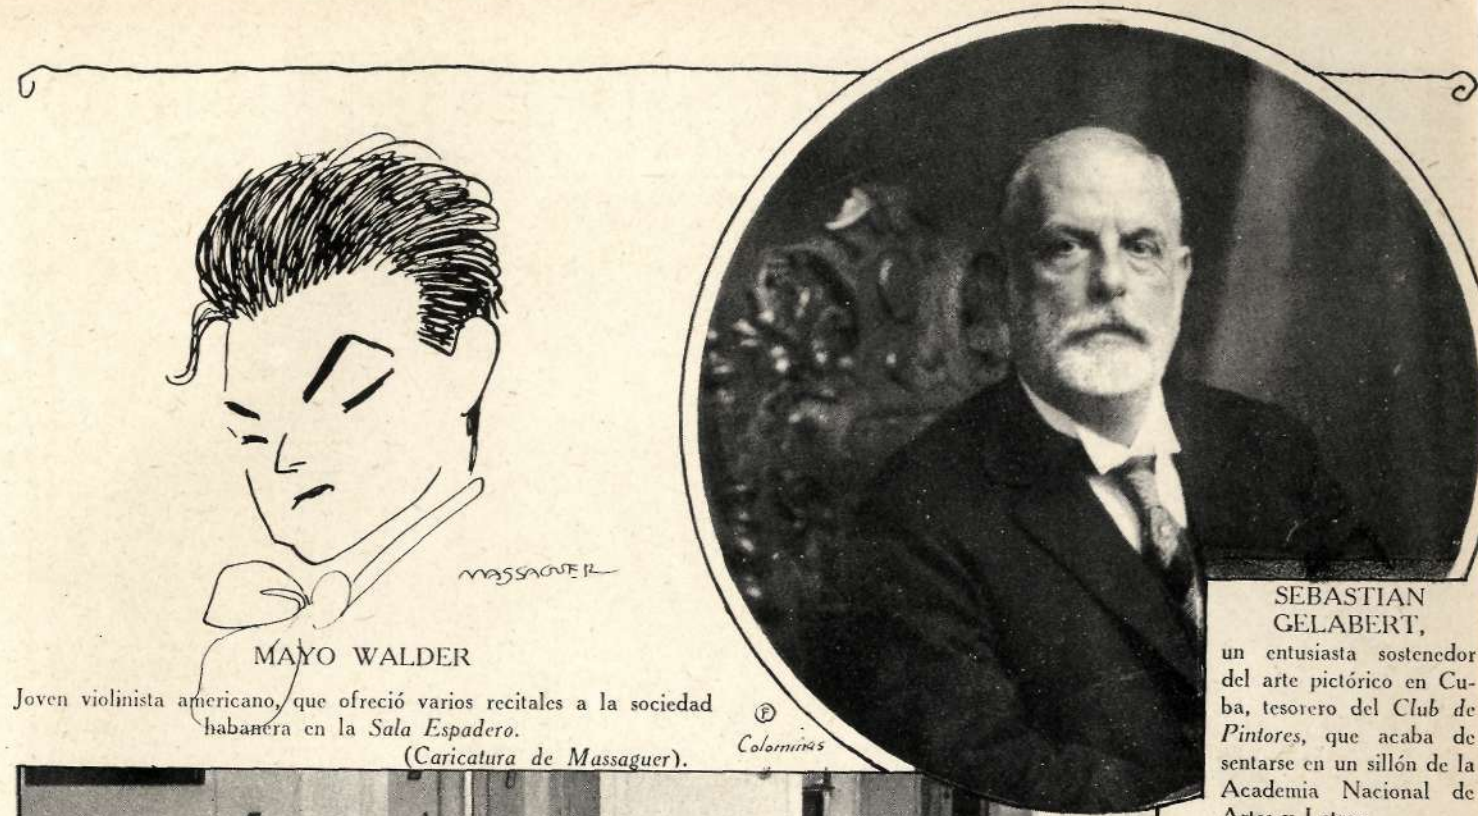 MASSAGUER
MAYO WALDER
Joven violinista americano, que ofreció varios recitales a la sociedad
habanera en la Sala Espadero.
(Caricatura de Massaguer).
F
Colominas
SEBASTIAN
GELABERT,
un entusiasta sostenedor
del arte pictórico en Cu-
ba, tesorero del Club de
Pintores, que acaba de
sentarse en un sillón de la
Academia Nacional de
Artes y Letras